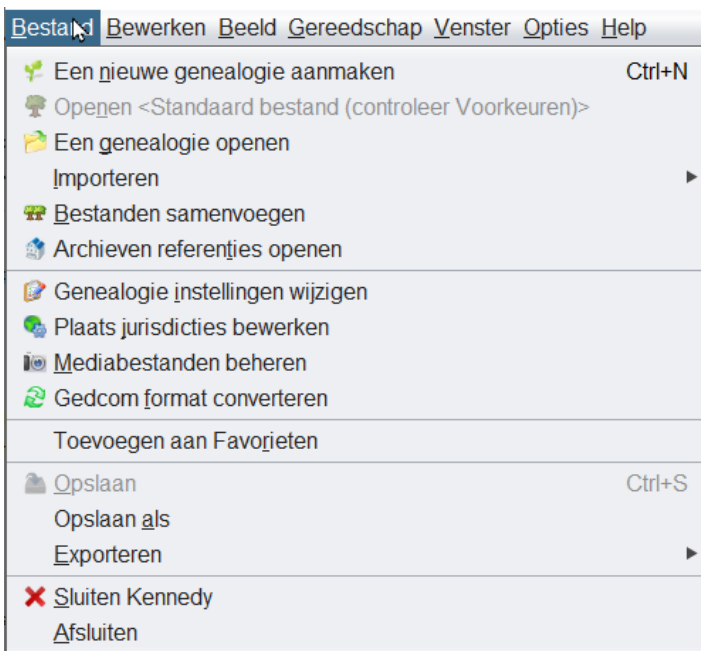 Bestand Bewerken Beeld Gereedschap Venster Opties Help
Een nieuwe genealogie aanmaken Ctrl+N
Openen <Standaard bestand (controleer Voorkeuren)>
Een genealogie openen
Importeren
Bestanden samenvoegen
Archieven referenties openen
Genealogie instellingen wijzigen
Plaats jurisdicties bewerken
Mediabestanden beheren
Gedcom format converteren
Toevoegen aan Favorieten
Opslaan Ctrl+S
Opslaan als
Exporteren
Sluiten Kennedy
Afsluiten